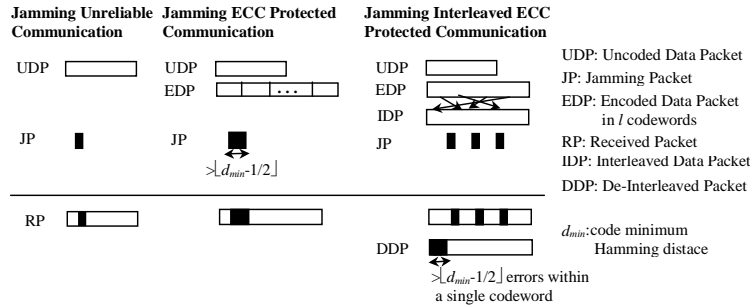 Jamming Unreliable
Communication
UDP
JP
RP
Jamming ECC Protected
Communication
UDP
EDP
...
JP
>⌊dmin-1/2⌋
Jamming Interleaved ECC
Protected Communication
UDP
EDP
IDP
JP
DDP
>⌊dmin-1/2⌋ errors within
a single codeword
UDP: Uncoded Data Packet
JP: Jamming Packet
EDP: Encoded Data Packet
in l codewords
RP: Received Packet
IDP: Interleaved Data Packet
DDP: De-Interleaved Packet
dmin:code minimum
Hamming distace